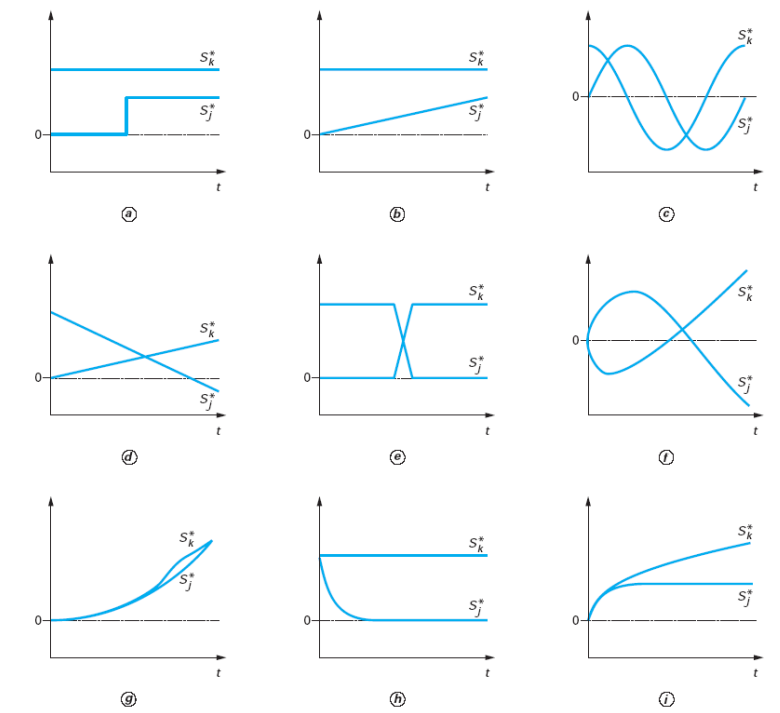 S*k S*k S*k
S*j S*j
0 0 0 S*j
t t t
a b c
S*k S*k S*k
S*j
0 S*j 0 0 S*j
t t t
d e f
S*k S*k S*k
S*j S*j S*j
0 0 0
t t t
g h i